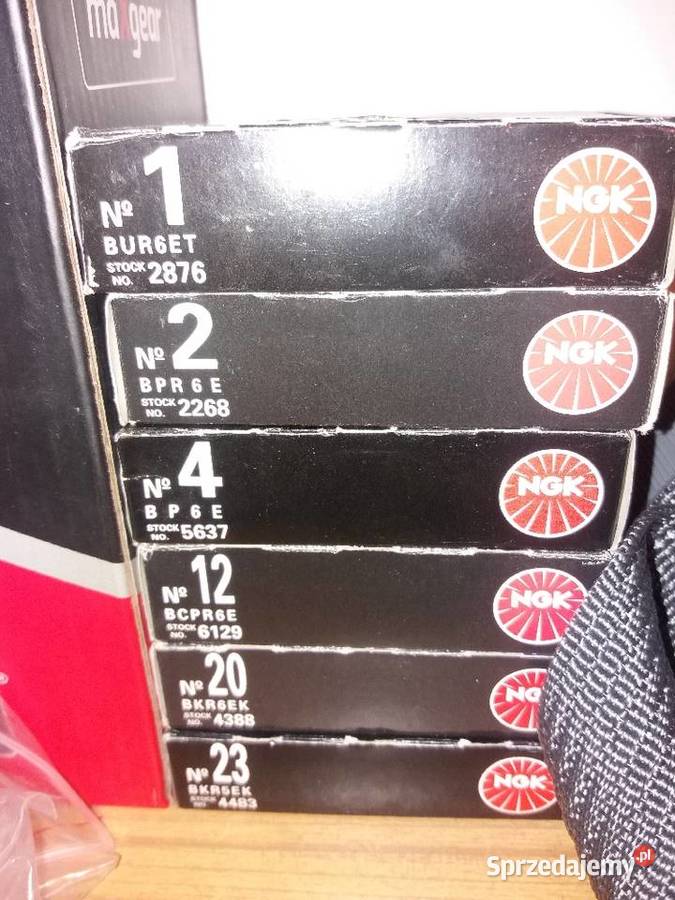 maXgear
Nº 1
BUR6ET
STOCK NO. 2876
NGK
Nº 2
BPR6E
STOCK NO. 2268
NGK
Nº 4
BP6E
STOCK NO. 5637
NGK
Nº 12
BCPR6E
STOCK NO. 6129
NGK
Nº 20
BKR6EK
STOCK NO. 4388
NGK
Nº 23
BKR5EK
STOCK NO. 4483
NGK
Sprzedajemy.pl